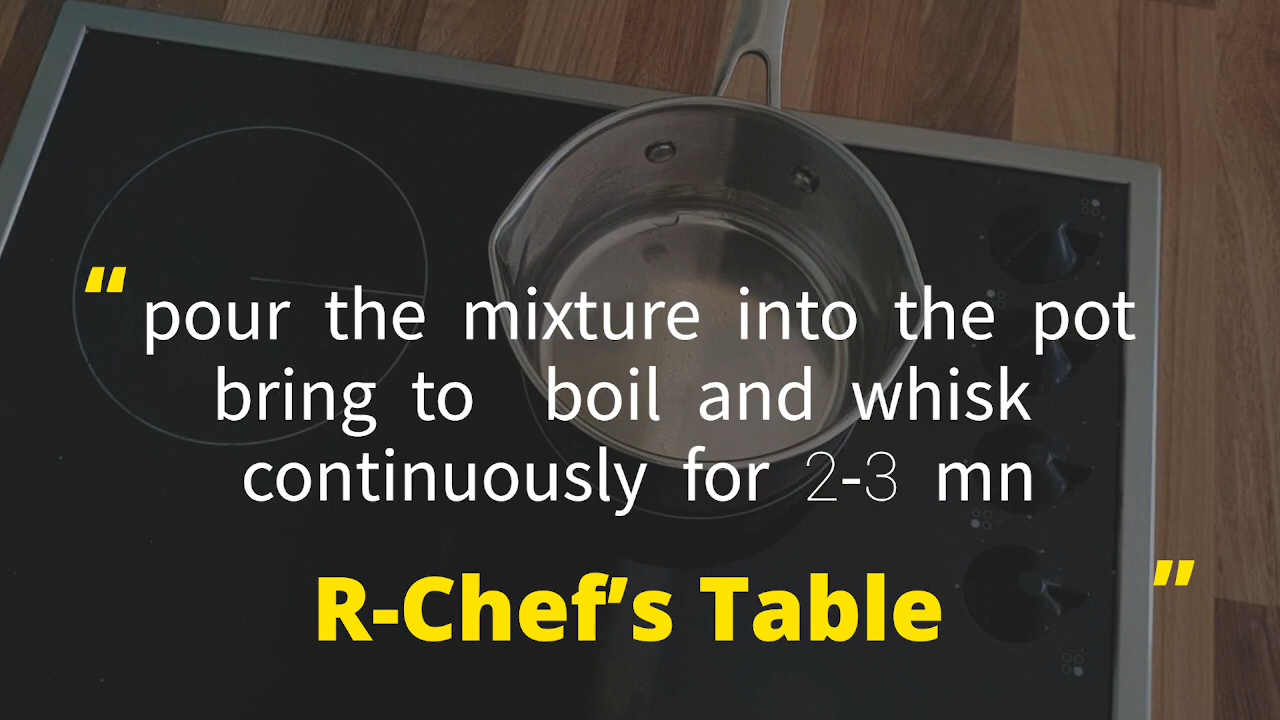 “ pour the mixture into the pot
bring to boil and whisk
continuously for 2-3 mn ”
R-Chef’s Table